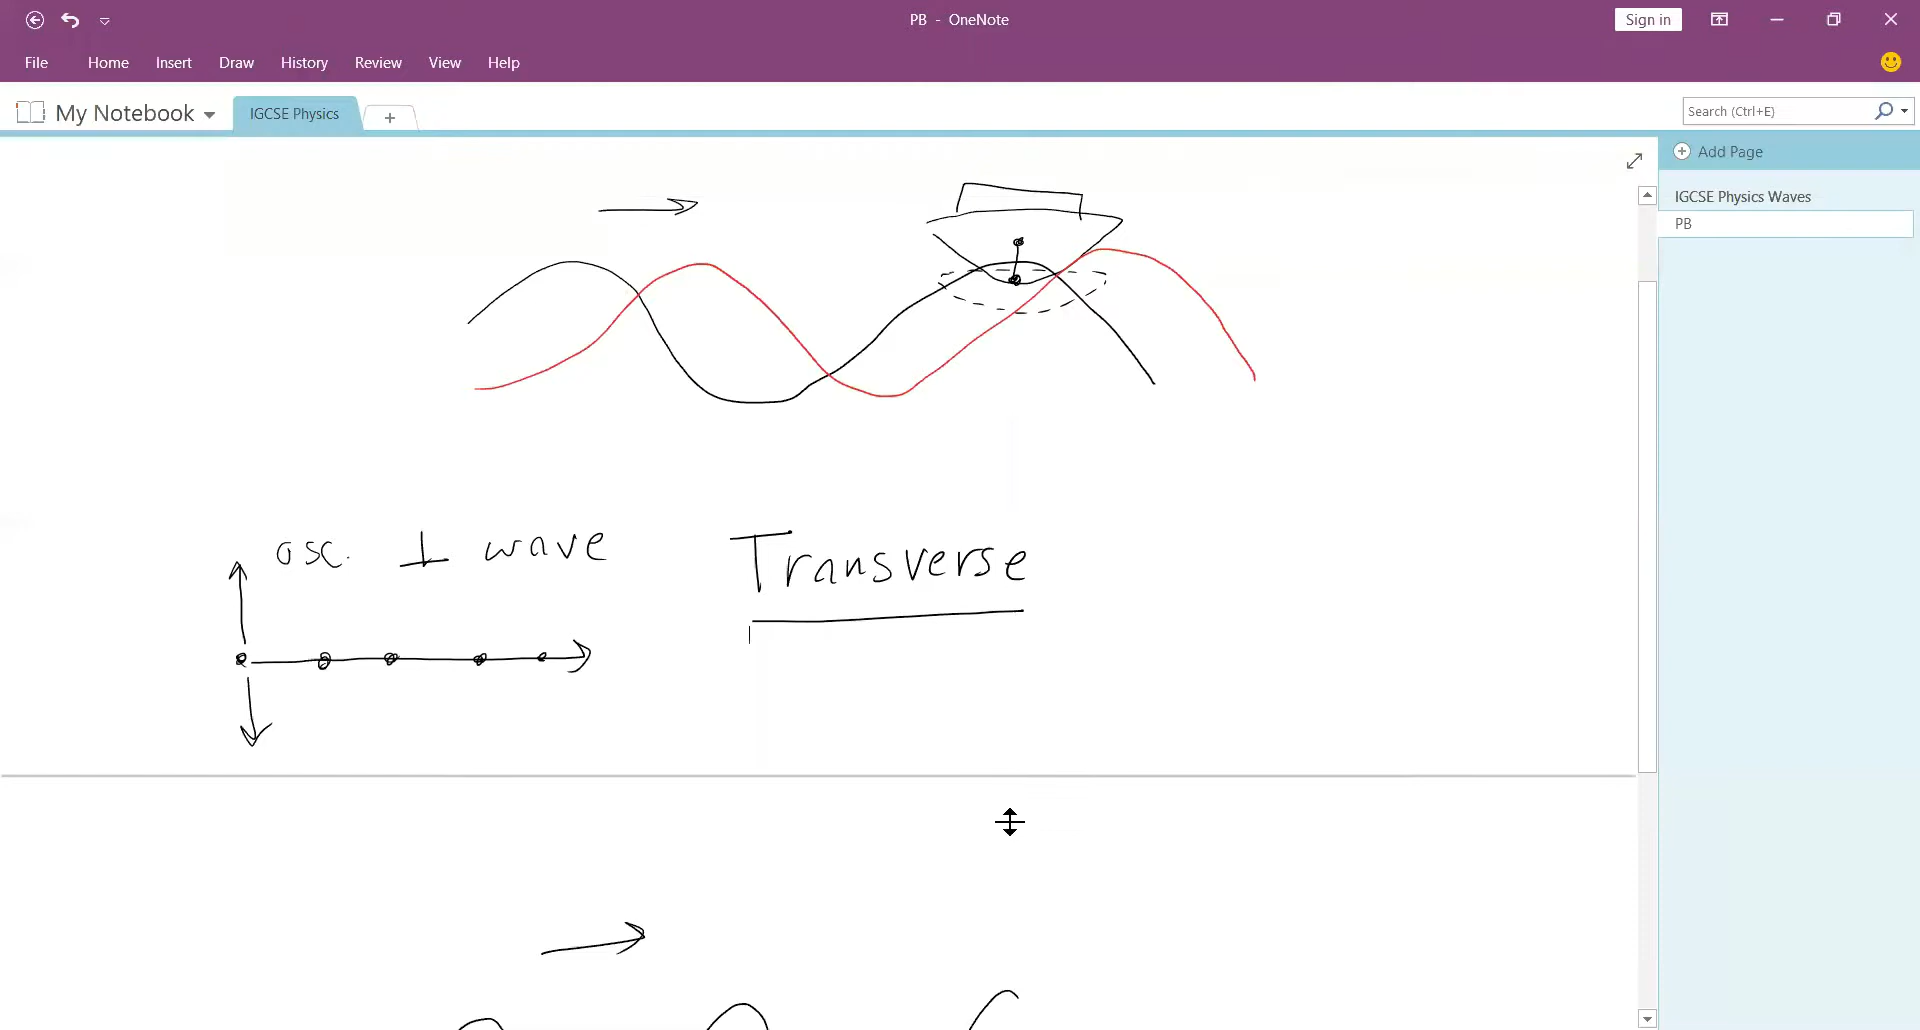 PB - OneNote
Sign in
File Home Insert Draw History Review View Help
My Notebook
IGCSE Physics
+
Search (Ctrl+E)
Add Page
IGCSE Physics Waves
PB
osc. ⊥ wave
Transverse